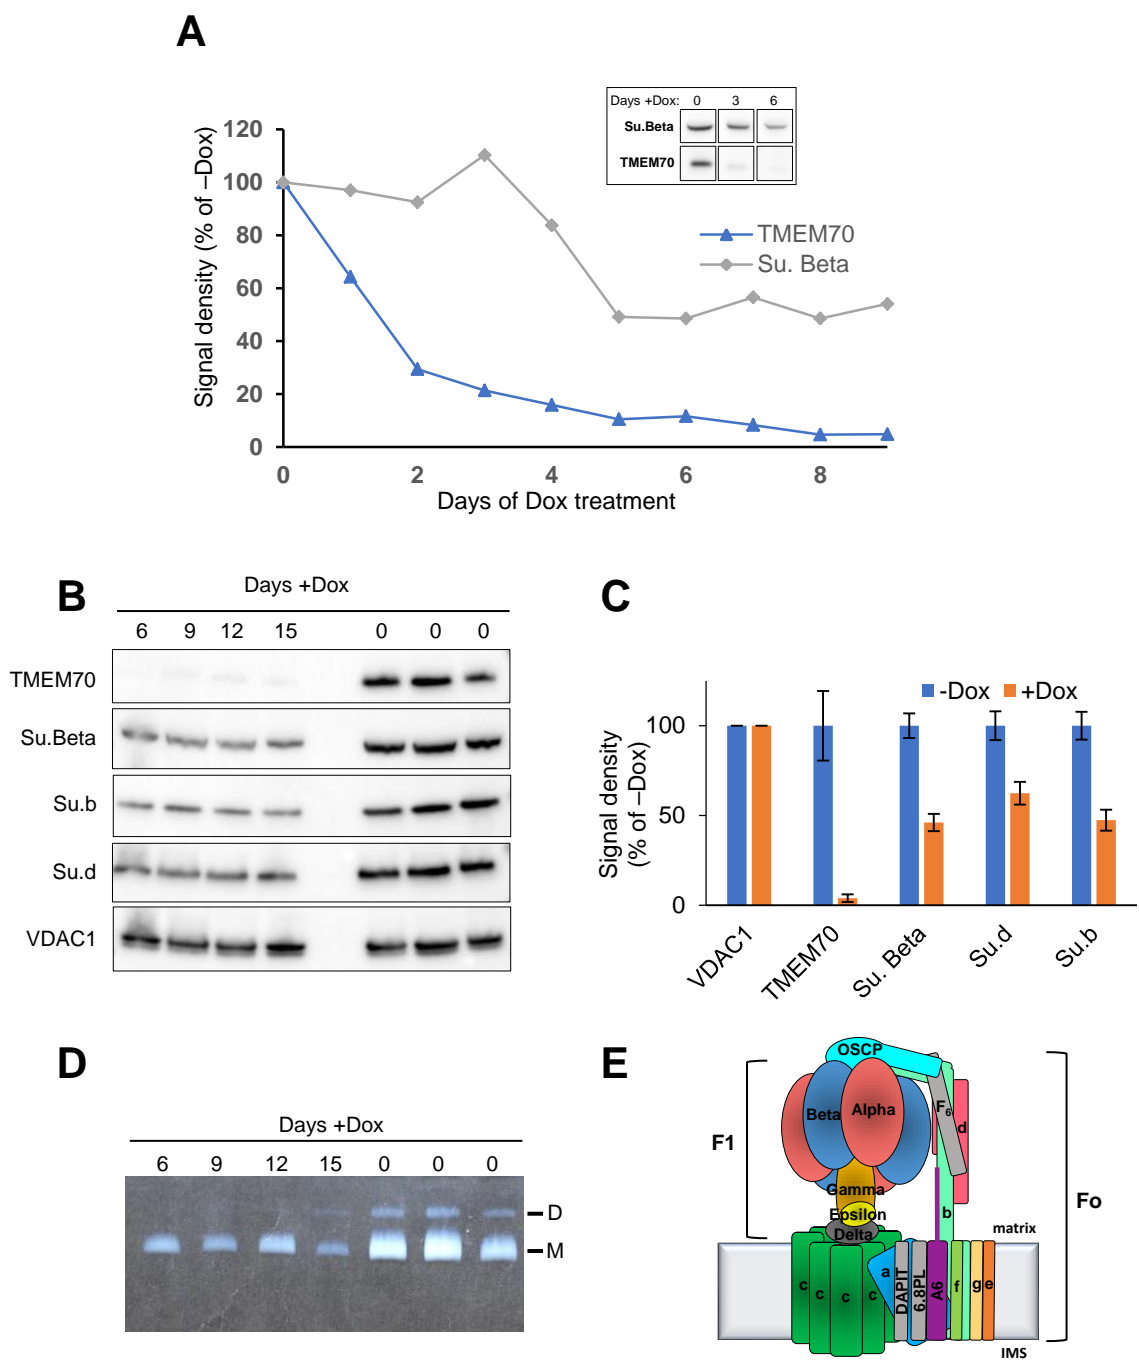 A
Days +Dox: 0 3 6
Su.Beta
TMEM70
120
100
80
60
40
20
0
Signal density (% of –Dox)
TMEM70
Su. Beta
0 2 4 6 8
Days of Dox treatment
B
Days +Dox
6 9 12 15 0 0 0
TMEM70
Su.Beta
Su.b
Su.d
VDAC1
C
-Dox +Dox
100
50
0
Signal density
(% of –Dox)
VDAC1 TMEM70 Su. Beta Su.d Su.b
D
Days +Dox
6 9 12 15 0 0 0
D
M
E
OSCP
Beta Alpha F6 d
F1
Gamma
Epsilon b
Delta
Fo
matrix
c c c c a DAPIT 6.8PL A6 f g e
IMS